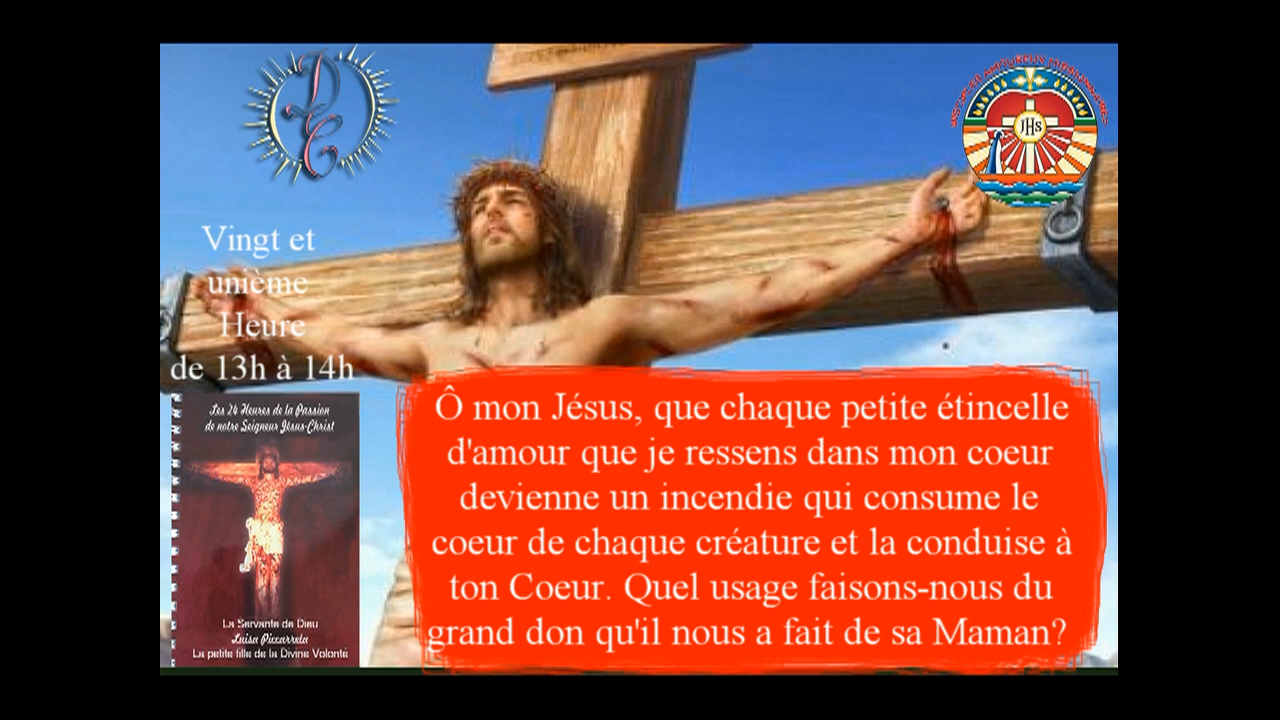 Vingt et
unième
Heure
de 13h à 14h
Les 24 Heures de la Passion
de notre Seigneur Jésus-Christ
La Servante de Dieu
Luisa Piccarreta
La petite fille de la Divine Volonté
JHS
Ô mon Jésus, que chaque petite étincelle
d'amour que je ressens dans mon coeur
devienne un incendie qui consume le
coeur de chaque créature et la conduise à
ton Coeur. Quel usage faisons-nous du
grand don qu'il nous a fait de sa Maman?